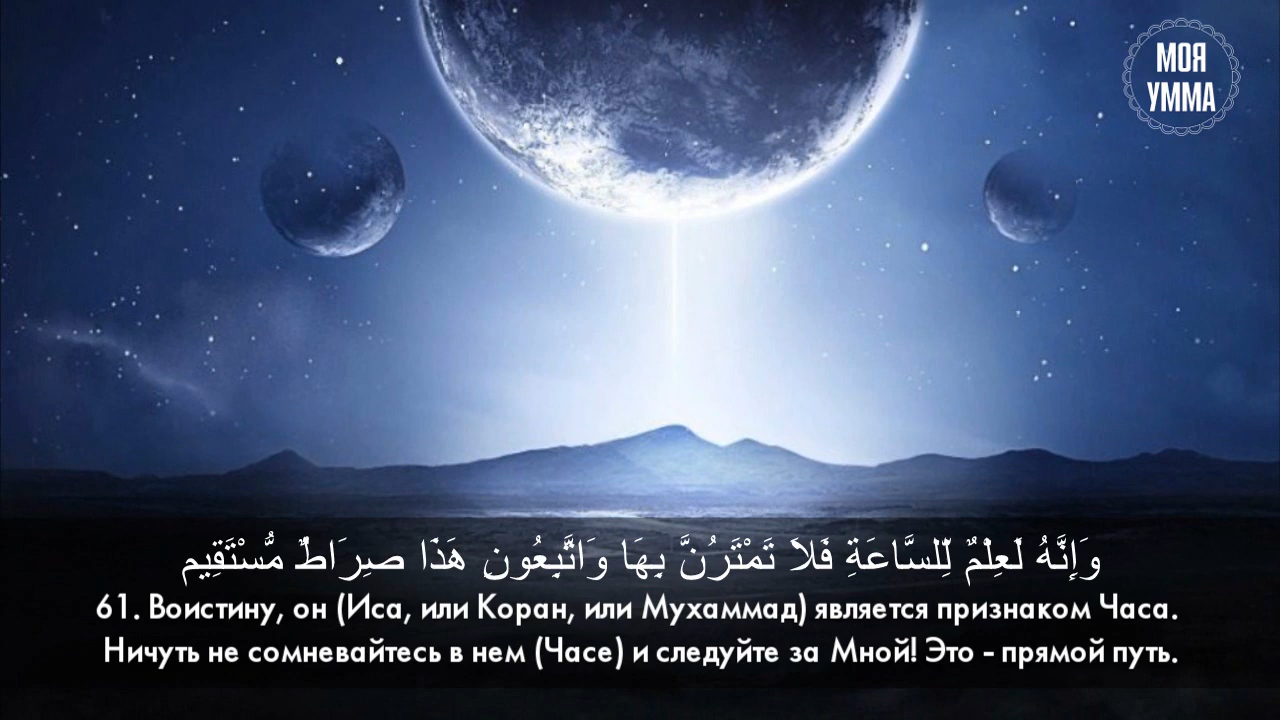 МОЯ
УММА
وَإِنَّهُ لَعِلْمٌ لِّلسَّاعَةِ فَلَا تَمْتَرُنَّ بِهَا وَاتَّبِعُونِ هَذَا صِرَاطٌ مُّسْتَقِيم
61. Воистину, он (Иса, или Коран, или Мухаммад) является признаком Часа.
Ничуть не сомневайтесь в нем (Часе) и следуйте за Мной! Это - прямой путь.